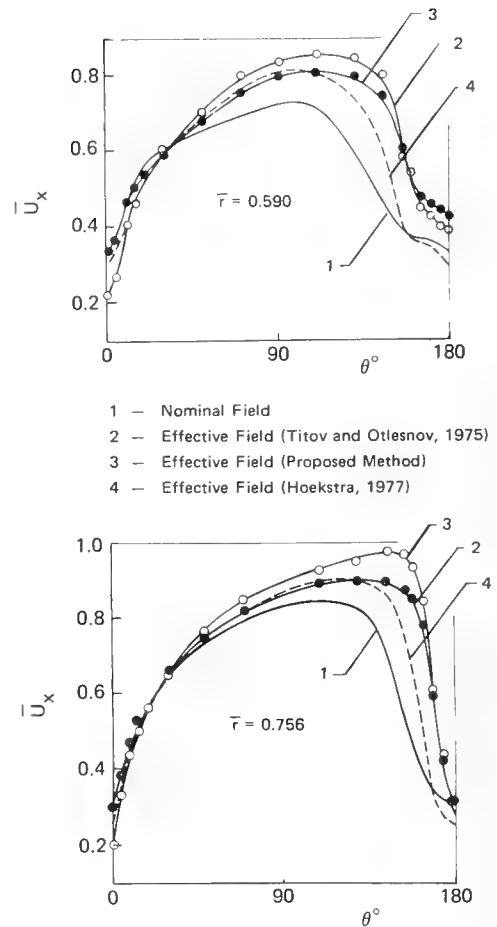 3
2
0.8
4
0.6
U̅x
r̅ = 0.590
0.4
1
0.2
0
90
180
θ°
1 — Nominal Field
2 — Effective Field (Titov and Otlesnov, 1975)
3 — Effective Field (Proposed Method)
4 — Effective Field (Hoekstra, 1977)
1.0
3
2
0.8
4
1
0.6
U̅x
r̅ = 0.756
0.4
0.2
0
90
180
θ°